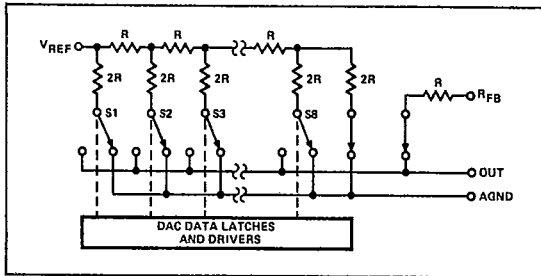 R R R
VREF
2R 2R 2R 2R 2R R RFB
S1 S2 S3 S8
OUT
AGND
DAC DATA LATCHES
AND DRIVERS